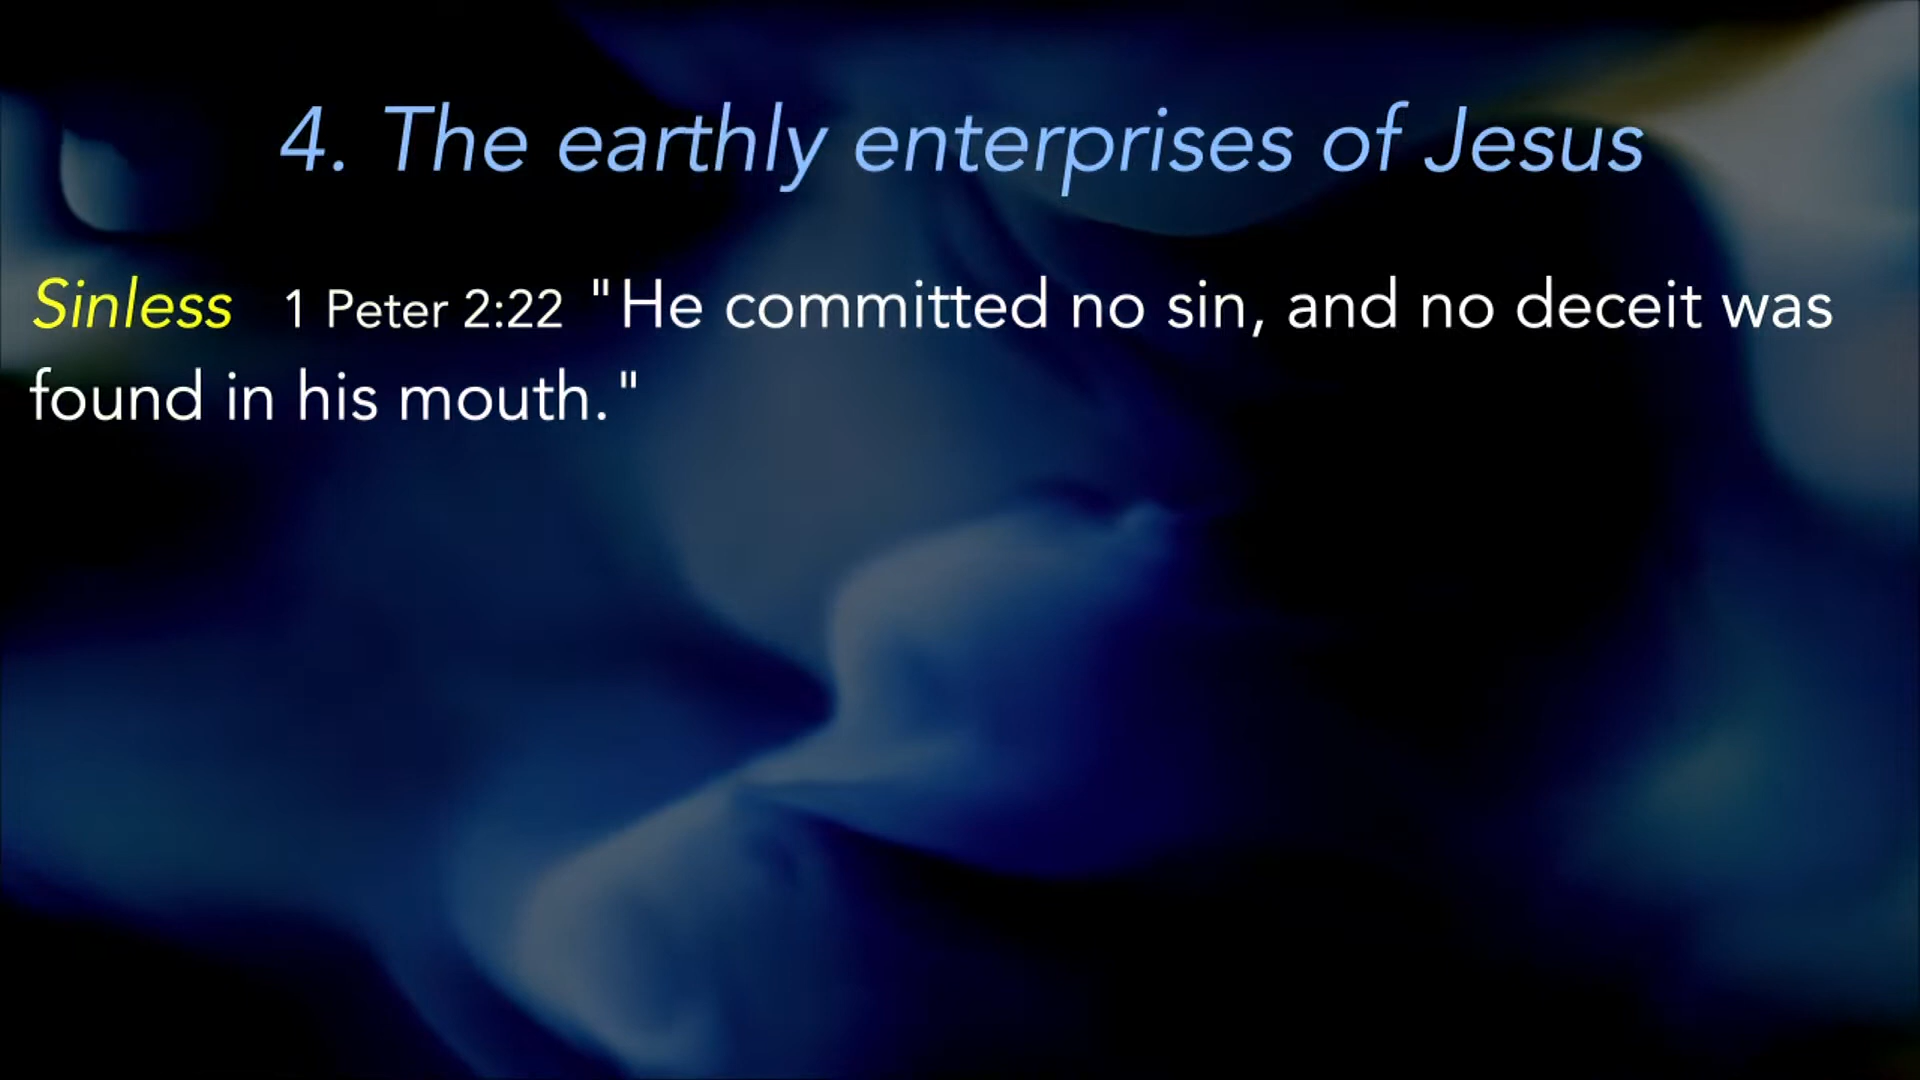 4. The earthly enterprises of Jesus
Sinless 1 Peter 2:22 "He committed no sin, and no deceit was
found in his mouth."